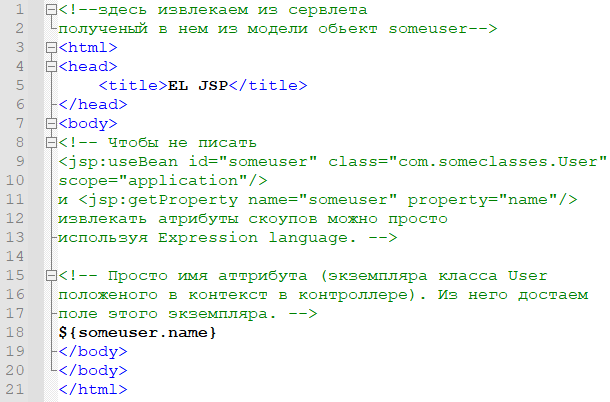 1 <!--здесь извлекаем из сервлета
2 полученый в нем из модели обьект someuser-->
3 <html>
4 <head>
5 <title>EL JSP</title>
6 </head>
7 <body>
8 <!-- Чтобы не писать
9 <jsp:useBean id="someuser" class="com.someclasses.User"
10 scope="application"/>
11 и <jsp:getProperty name="someuser" property="name"/>
12 извлекать атрибуты скоупов можно просто
13 используя Expression language. -->
14
15 <!-- Просто имя аттрибута (экземпляра класса User
16 положеного в контекст в контроллере). Из него достаем
17 поле этого экземпляра. -->
18 ${someuser.name}
19 </body>
20 </body>
21 </html>